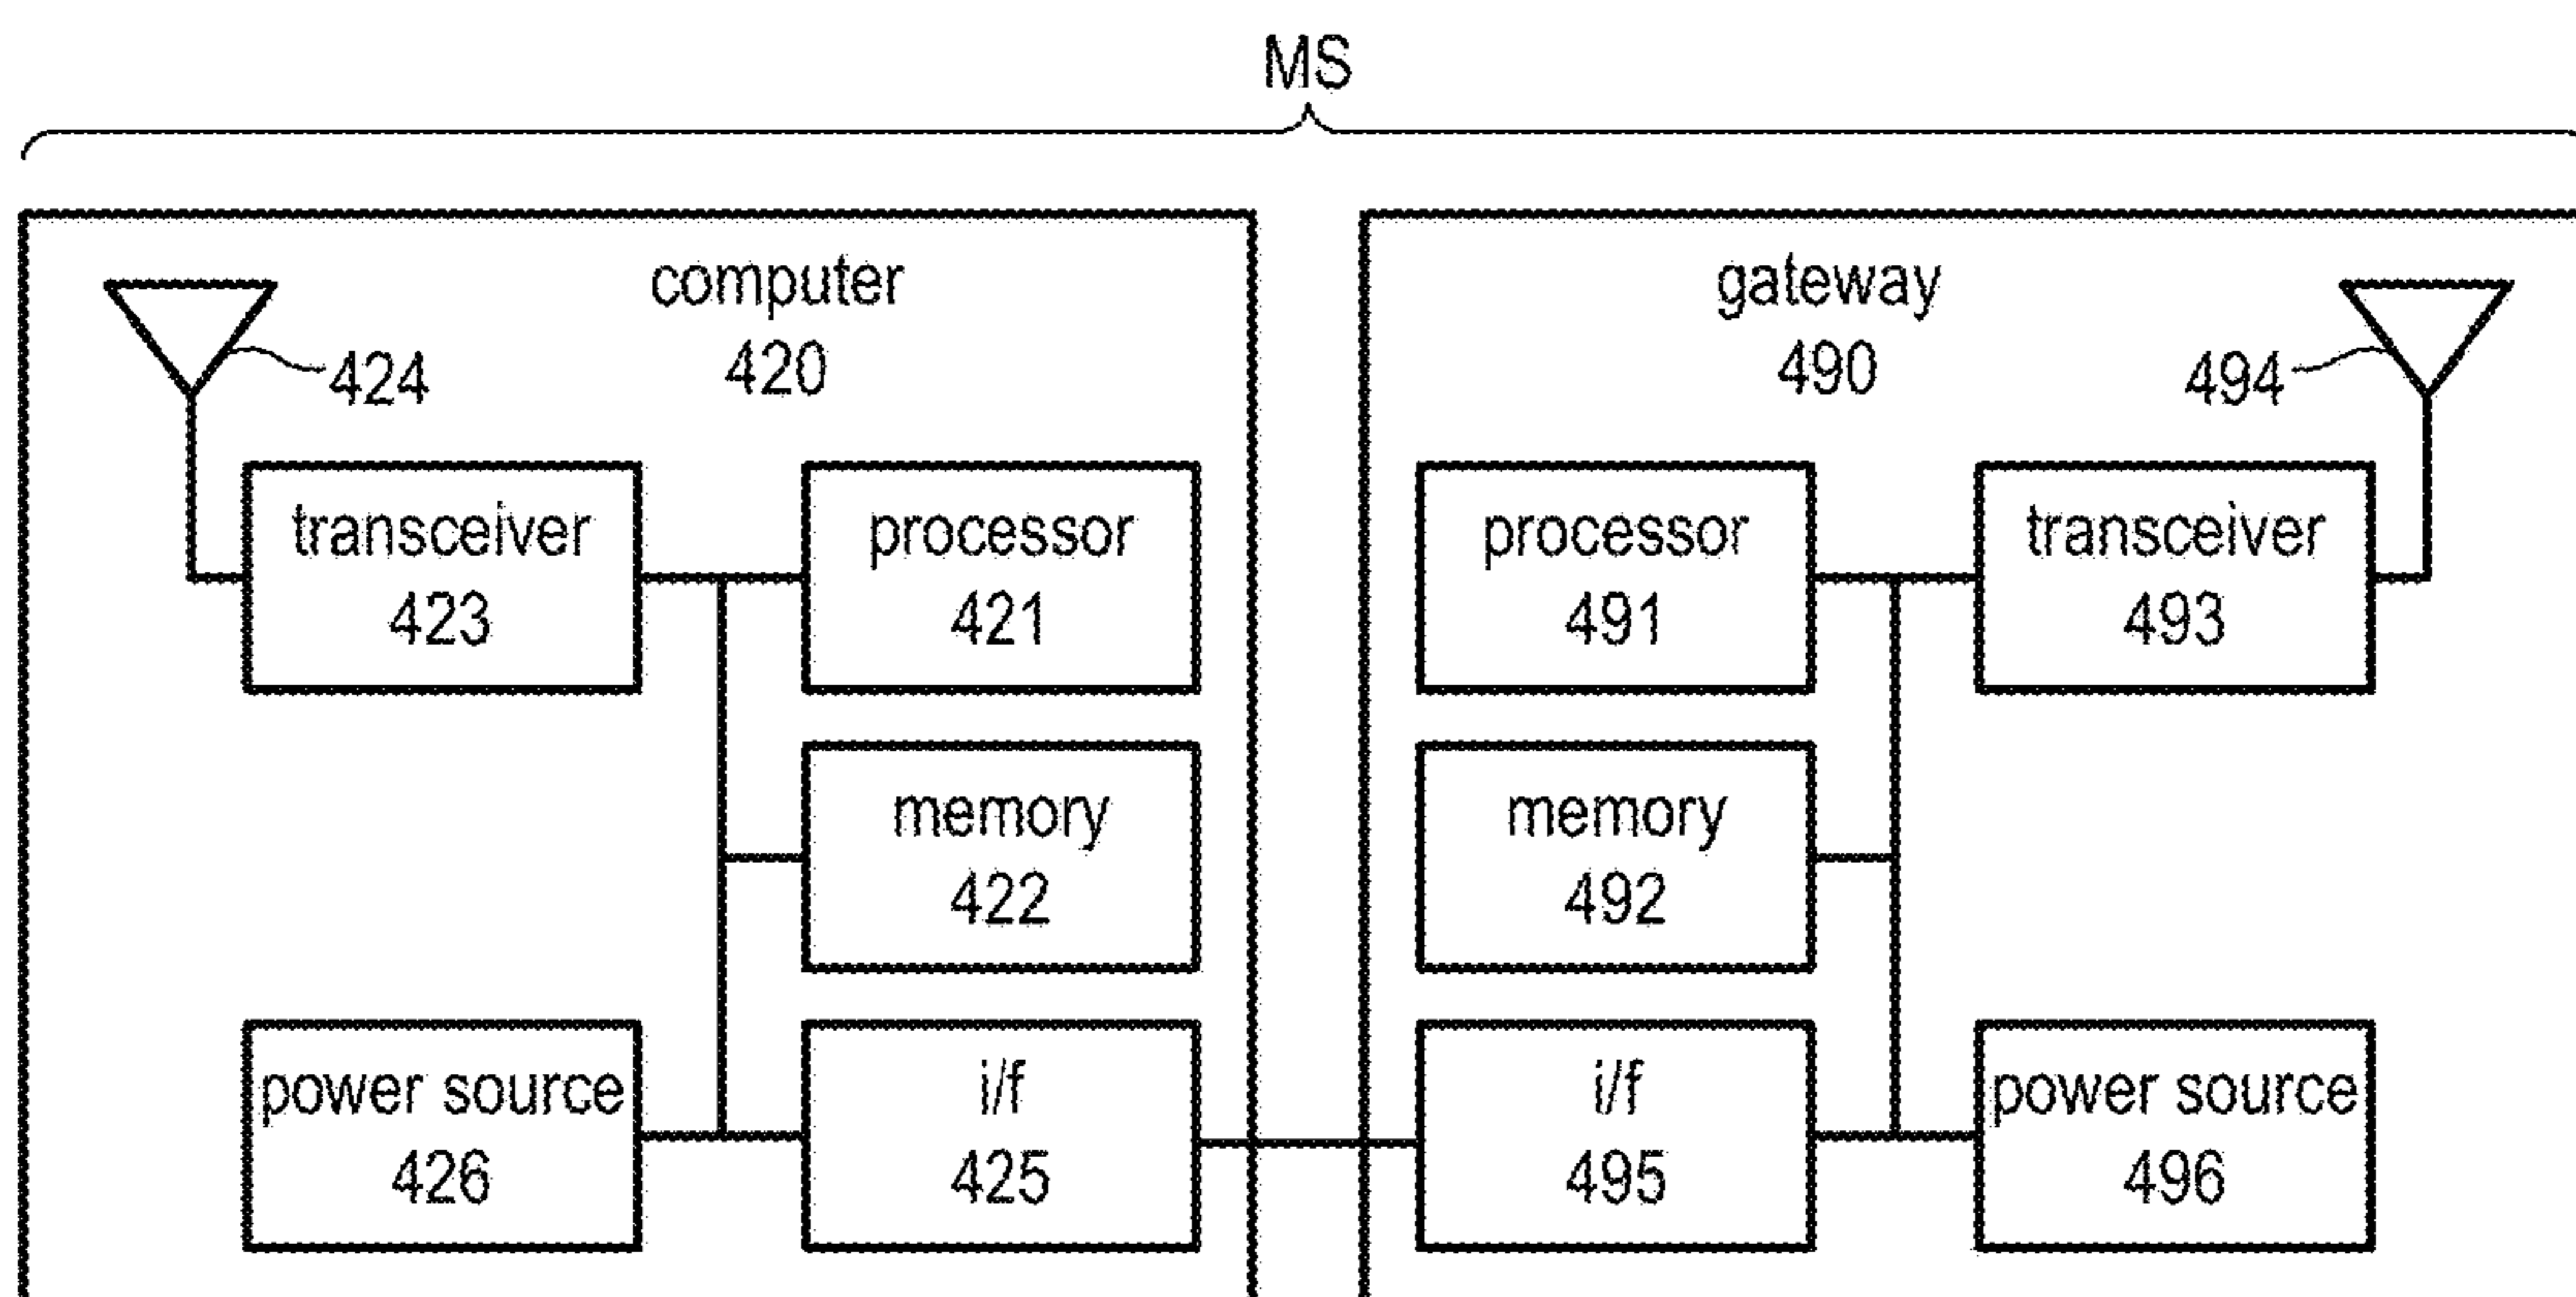 MS
computer
420
424
transceiver
423
processor
421
memory
422
power source
426
i/f
425
gateway
490
494
processor
491
transceiver
493
memory
492
i/f
495
power source
496